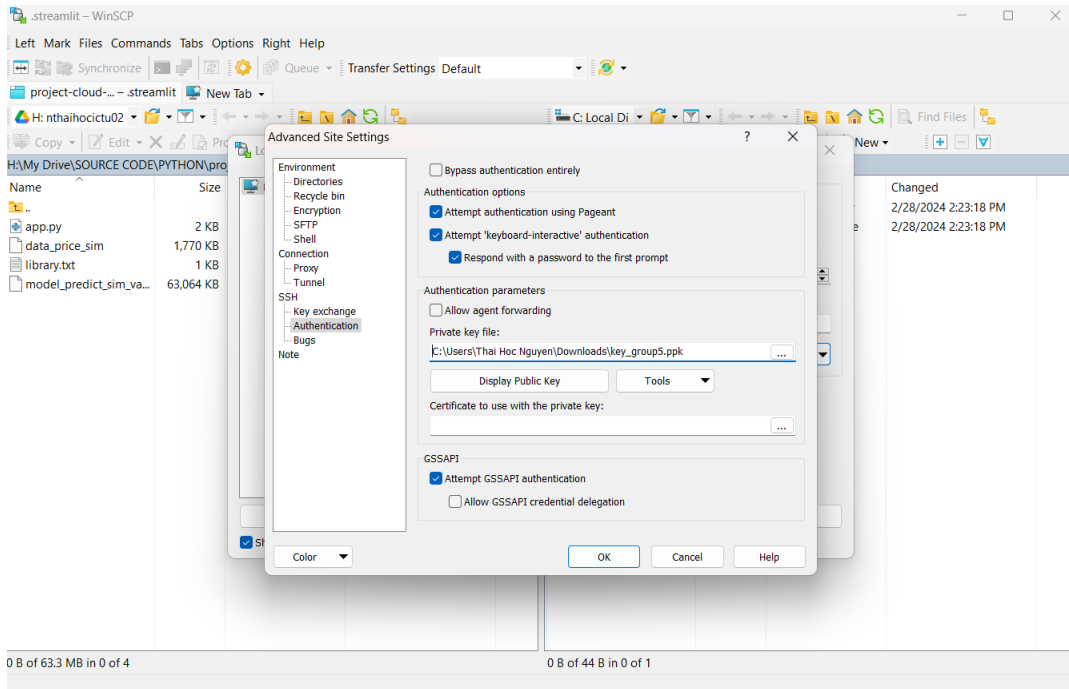 .streamlit – WinSCP
Left Mark Files Commands Tabs Options Right Help
Synchronize Queue Transfer Settings Default
project-cloud-... – .streamlit New Tab
H: nthaihocictu02 C: Local Di Find Files
Copy Edit New
H:\My Drive\SOURCE CODE\PYTHON\pro
Name Size Changed
..
2/28/2024 2:23:18 PM
app.py 2 KB 2/28/2024 2:23:18 PM
data_price_sim 1,770 KB
library.txt 1 KB
model_predict_sim_va... 63,064 KB
Advanced Site Settings ?
Environment
Directories
Recycle bin
Encryption
SFTP
Shell
Connection
Proxy
Tunnel
SSH
Key exchange
Authentication
Bugs
Note
Bypass authentication entirely
Authentication options
Attempt authentication using Pageant
Attempt 'keyboard-interactive' authentication
Respond with a password to the first prompt
Authentication parameters
Allow agent forwarding
Private key file:
C:\Users\Thai Hoc Nguyen\Downloads\key_group5.ppk ...
Display Public Key Tools
Certificate to use with the private key:
...
GSSAPI
Attempt GSSAPI authentication
Allow GSSAPI credential delegation
Color OK Cancel Help
0 B of 63.3 MB in 0 of 4 0 B of 44 B in 0 of 1